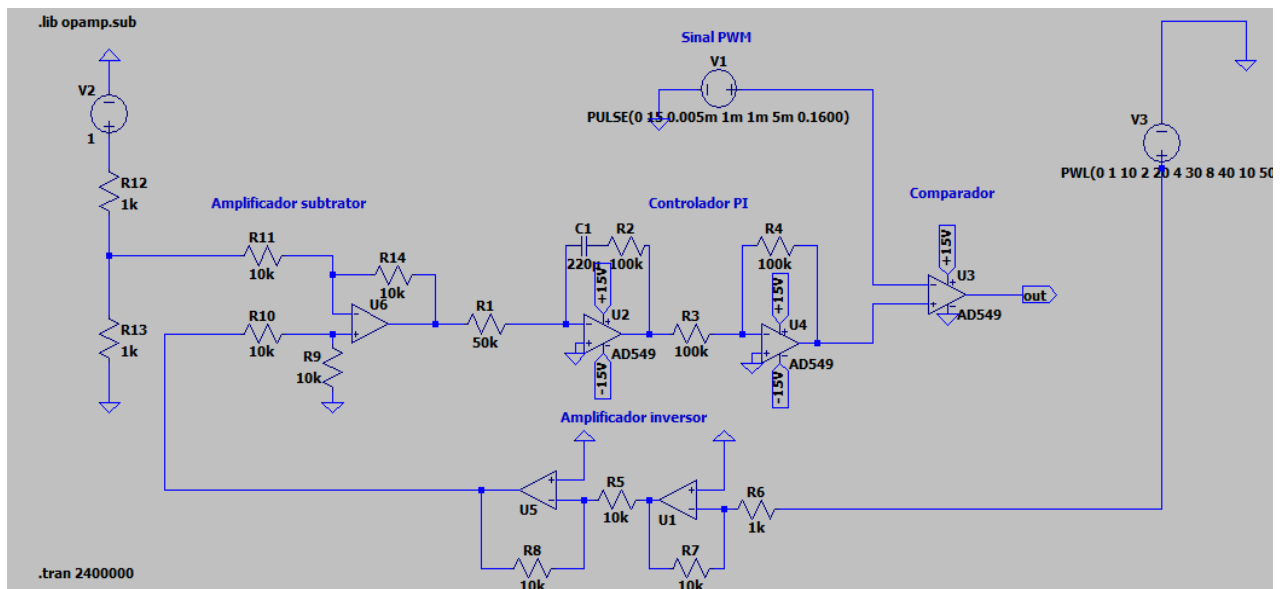 .lib opamp.sub
Sinal PWM
V1
PULSE(0 15 0.005m 1m 1m 5m 0.1600)
V2
1
V3
PWL(0 1 10 2 20 4 30 8 40 10 50
R12
1k
Amplificador subtrator
Controlador PI
Comparador
R11
10k
R14
10k
U6
C1
220µ
R2
100k
R4
100k
+15V
+15V
+15V
U3
out
AD549
R13
1k
R10
10k
R9
10k
R1
50k
U2
AD549
-15V
R3
100k
U4
AD549
-15V
Amplificador inversor
U5
R5
10k
U1
R6
1k
R8
10k
R7
10k
.tran 2400000